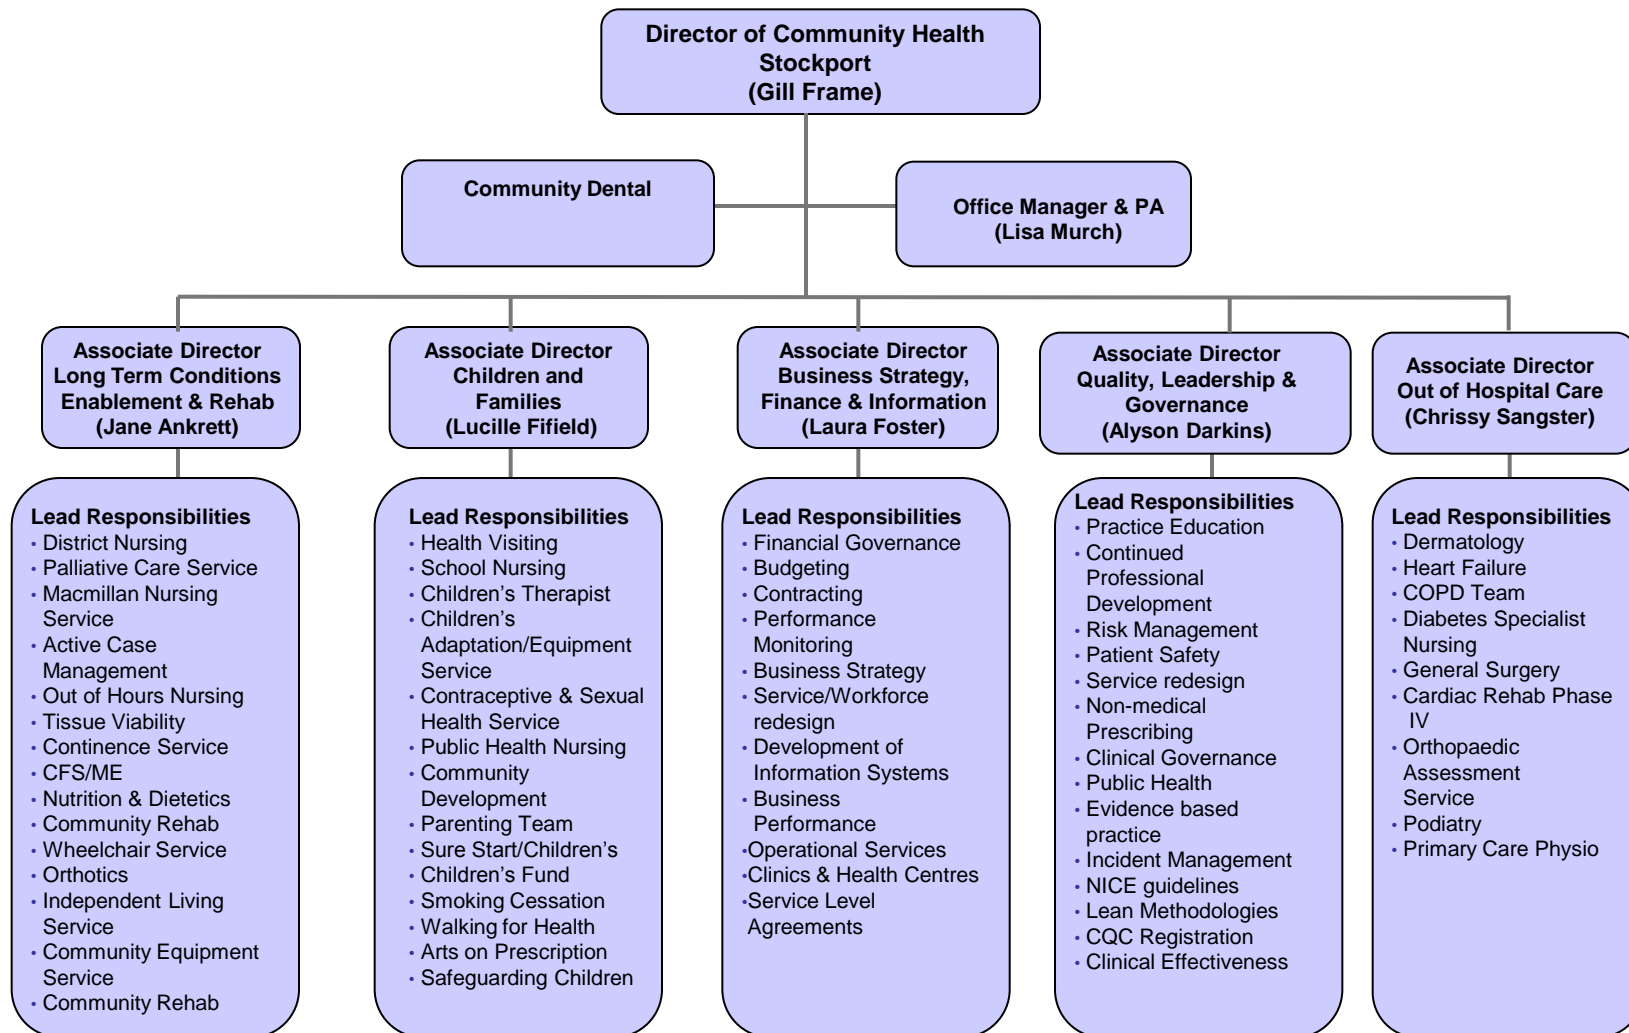 Director of Community Health
Stockport
(Gill Frame)
Community Dental
Office Manager & PA
(Lisa Murch)
Associate Director
Long Term Conditions
Enablement & Rehab
(Jane Ankrett)
Associate Director
Children and
Families
(Lucille Fifield)
Associate Director
Business Strategy,
Finance & Information
(Laura Foster)
Associate Director
Quality, Leadership &
Governance
(Alyson Darkins)
Associate Director
Out of Hospital Care
(Chrissy Sangster)
Lead Responsibilities
• District Nursing
• Palliative Care Service
• Macmillan Nursing
Service
• Active Case
Management
• Out of Hours Nursing
• Tissue Viability
• Continence Service
• CFS/ME
• Nutrition & Dietetics
• Community Rehab
• Wheelchair Service
• Orthotics
• Independent Living
Service
• Community Equipment
Service
• Community Rehab
Lead Responsibilities
• Health Visiting
• School Nursing
• Children’s Therapist
• Children’s
Adaptation/Equipment
Service
• Contraceptive & Sexual
Health Service
• Public Health Nursing
• Community
Development
• Parenting Team
• Sure Start/Children’s
• Children’s Fund
• Smoking Cessation
• Walking for Health
• Arts on Prescription
• Safeguarding Children
Lead Responsibilities
• Financial Governance
• Budgeting
• Contracting
• Performance
Monitoring
• Business Strategy
• Service/Workforce
redesign
• Development of
Information Systems
• Business
Performance
•Operational Services
•Clinics & Health Centres
•Service Level
Agreements
Lead Responsibilities
• Practice Education
• Continued
Professional
Development
• Risk Management
• Patient Safety
• Service redesign
• Non-medical
Prescribing
• Clinical Governance
• Public Health
• Evidence based
practice
• Incident Management
• NICE guidelines
• Lean Methodologies
• CQC Registration
• Clinical Effectiveness
Lead Responsibilities
• Dermatology
• Heart Failure
• COPD Team
• Diabetes Specialist
Nursing
• General Surgery
• Cardiac Rehab Phase
IV
• Orthopaedic
Assessment
Service
• Podiatry
• Primary Care Physio